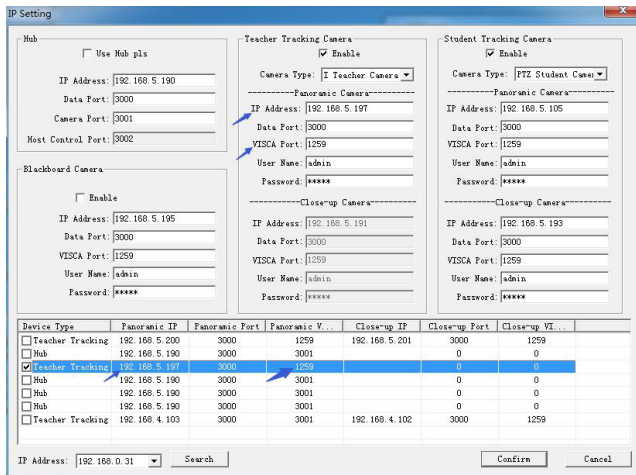 IP Setting
Hub
Use Hub pls
IP Address: 192.168.5.190
Data Port: 3000
Camera Port: 3001
Host Control Port: 3002
Blackboard Camera
Enable
IP Address: 192.168.5.195
Data Port: 3000
VISCA Port: 1259
User Name: admin
Password: *****
Teacher Tracking Camera
Enable
Camera Type: I Teacher Camera
----------Panoramic Camera----------
IP Address: 192.168.5.197
Data Port: 3000
VISCA Port: 1259
User Name: admin
Password: *****
----------Close-up Camera----------
IP Address: 192.168.5.191
Data Port: 3000
VISCA Port: 1259
User Name: admin
Password: *****
Student Tracking Camera
Enable
Camera Type: PTZ Student Camer
----------Panoramic Camera----------
IP Address: 192.168.5.105
Data Port: 3000
VISCA Port: 1259
User Name: admin
Password: *****
----------Close-up Camera----------
IP Address: 192.168.5.193
Data Port: 3000
VISCA Port: 1259
User Name: admin
Password: *****
Device Type Panoramic IP Panoramic Port Panoramic V... Close-up IP Close-up Port Close-up VI...
Teacher Tracking 192.168.5.200 3000 1259 192.168.5.201 3000 1259
Hub 192.168.5.190 3000 3001 0 0
Teacher Tracking 192.168.5.197 3000 1259 0 0
Hub 192.168.5.190 3000 3001 0 0
Hub 192.168.5.190 3000 3001 0 0
Hub 192.168.5.190 3000 3001 0 0
Teacher Tracking 192.168.4.103 3000 3001 192.168.4.102 3000 1259
IP Address: 192.168.0.31 Search Confirm Cancel